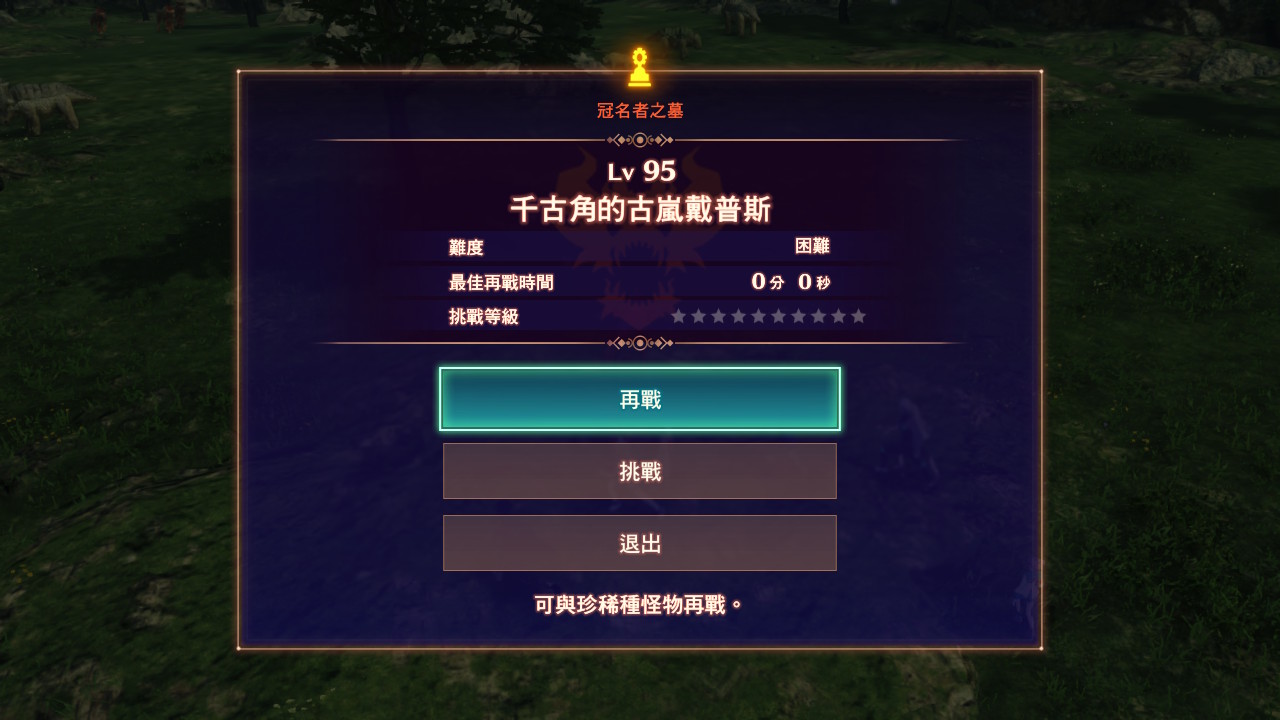 冠名者之墓
Lv 95
千古角的古嵐戴普斯
難度 困難
最佳再戰時間 0分 0秒
挑戰等級 ★★★★★★★★★★
再戰
挑戰
退出
可與珍稀種怪物再戰。